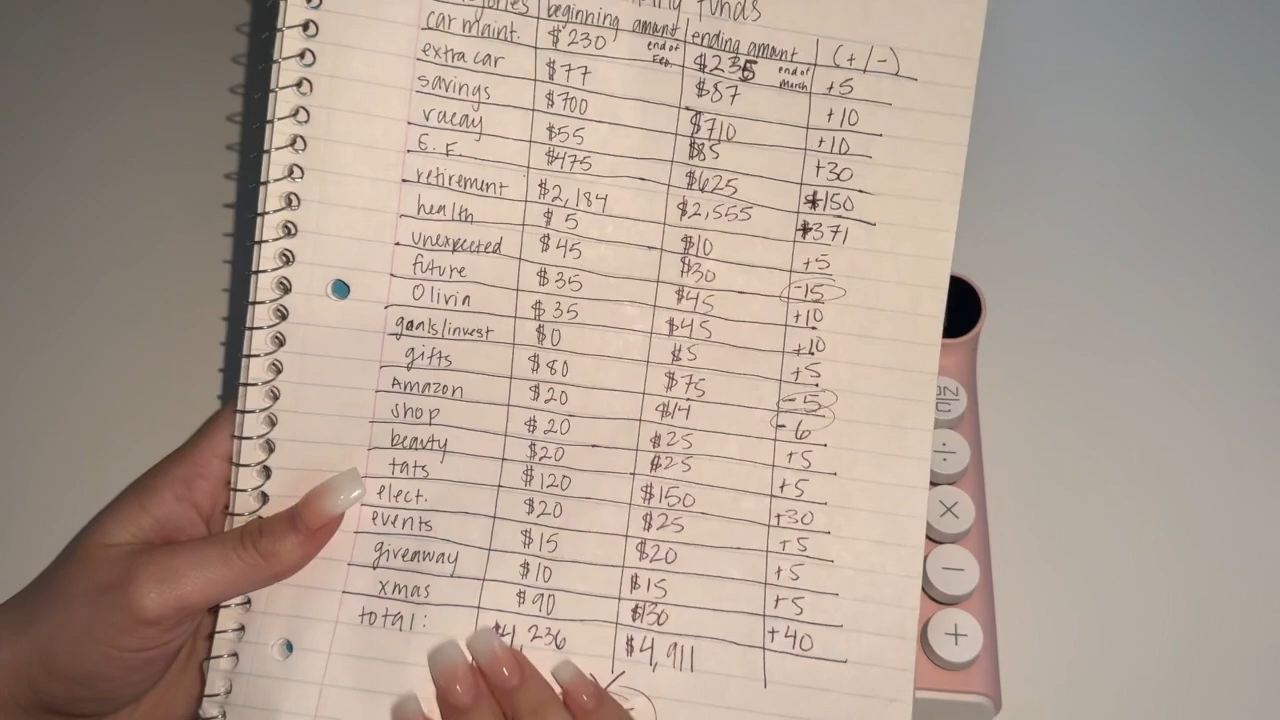 funds
beginning amount end of Feb. ending amount end of March (+/-)
car maint. $230 $235 +5
extra car $77 $87 +10
savings $700 $710 +10
vacay $55 $85 +30
E.F. $475 $625 $150
retirement $2,184 $2,555 $371
health $5 $10 +5
unexpected $45 $30 -15
future $35 $45 +10
Olivia $35 $45 +10
goals/invest $0 $5 +5
gifts $80 $75 -5
Amazon $20 $14 -6
shop $20 $25 +5
beauty $20 $25 +5
tats $120 $150 +30
elect. $20 $25 +5
events $15 $20 +5
giveaway $10 $15 +5
xmas $90 $130 +40
total: $4,236 $4,911
÷
×
−
+